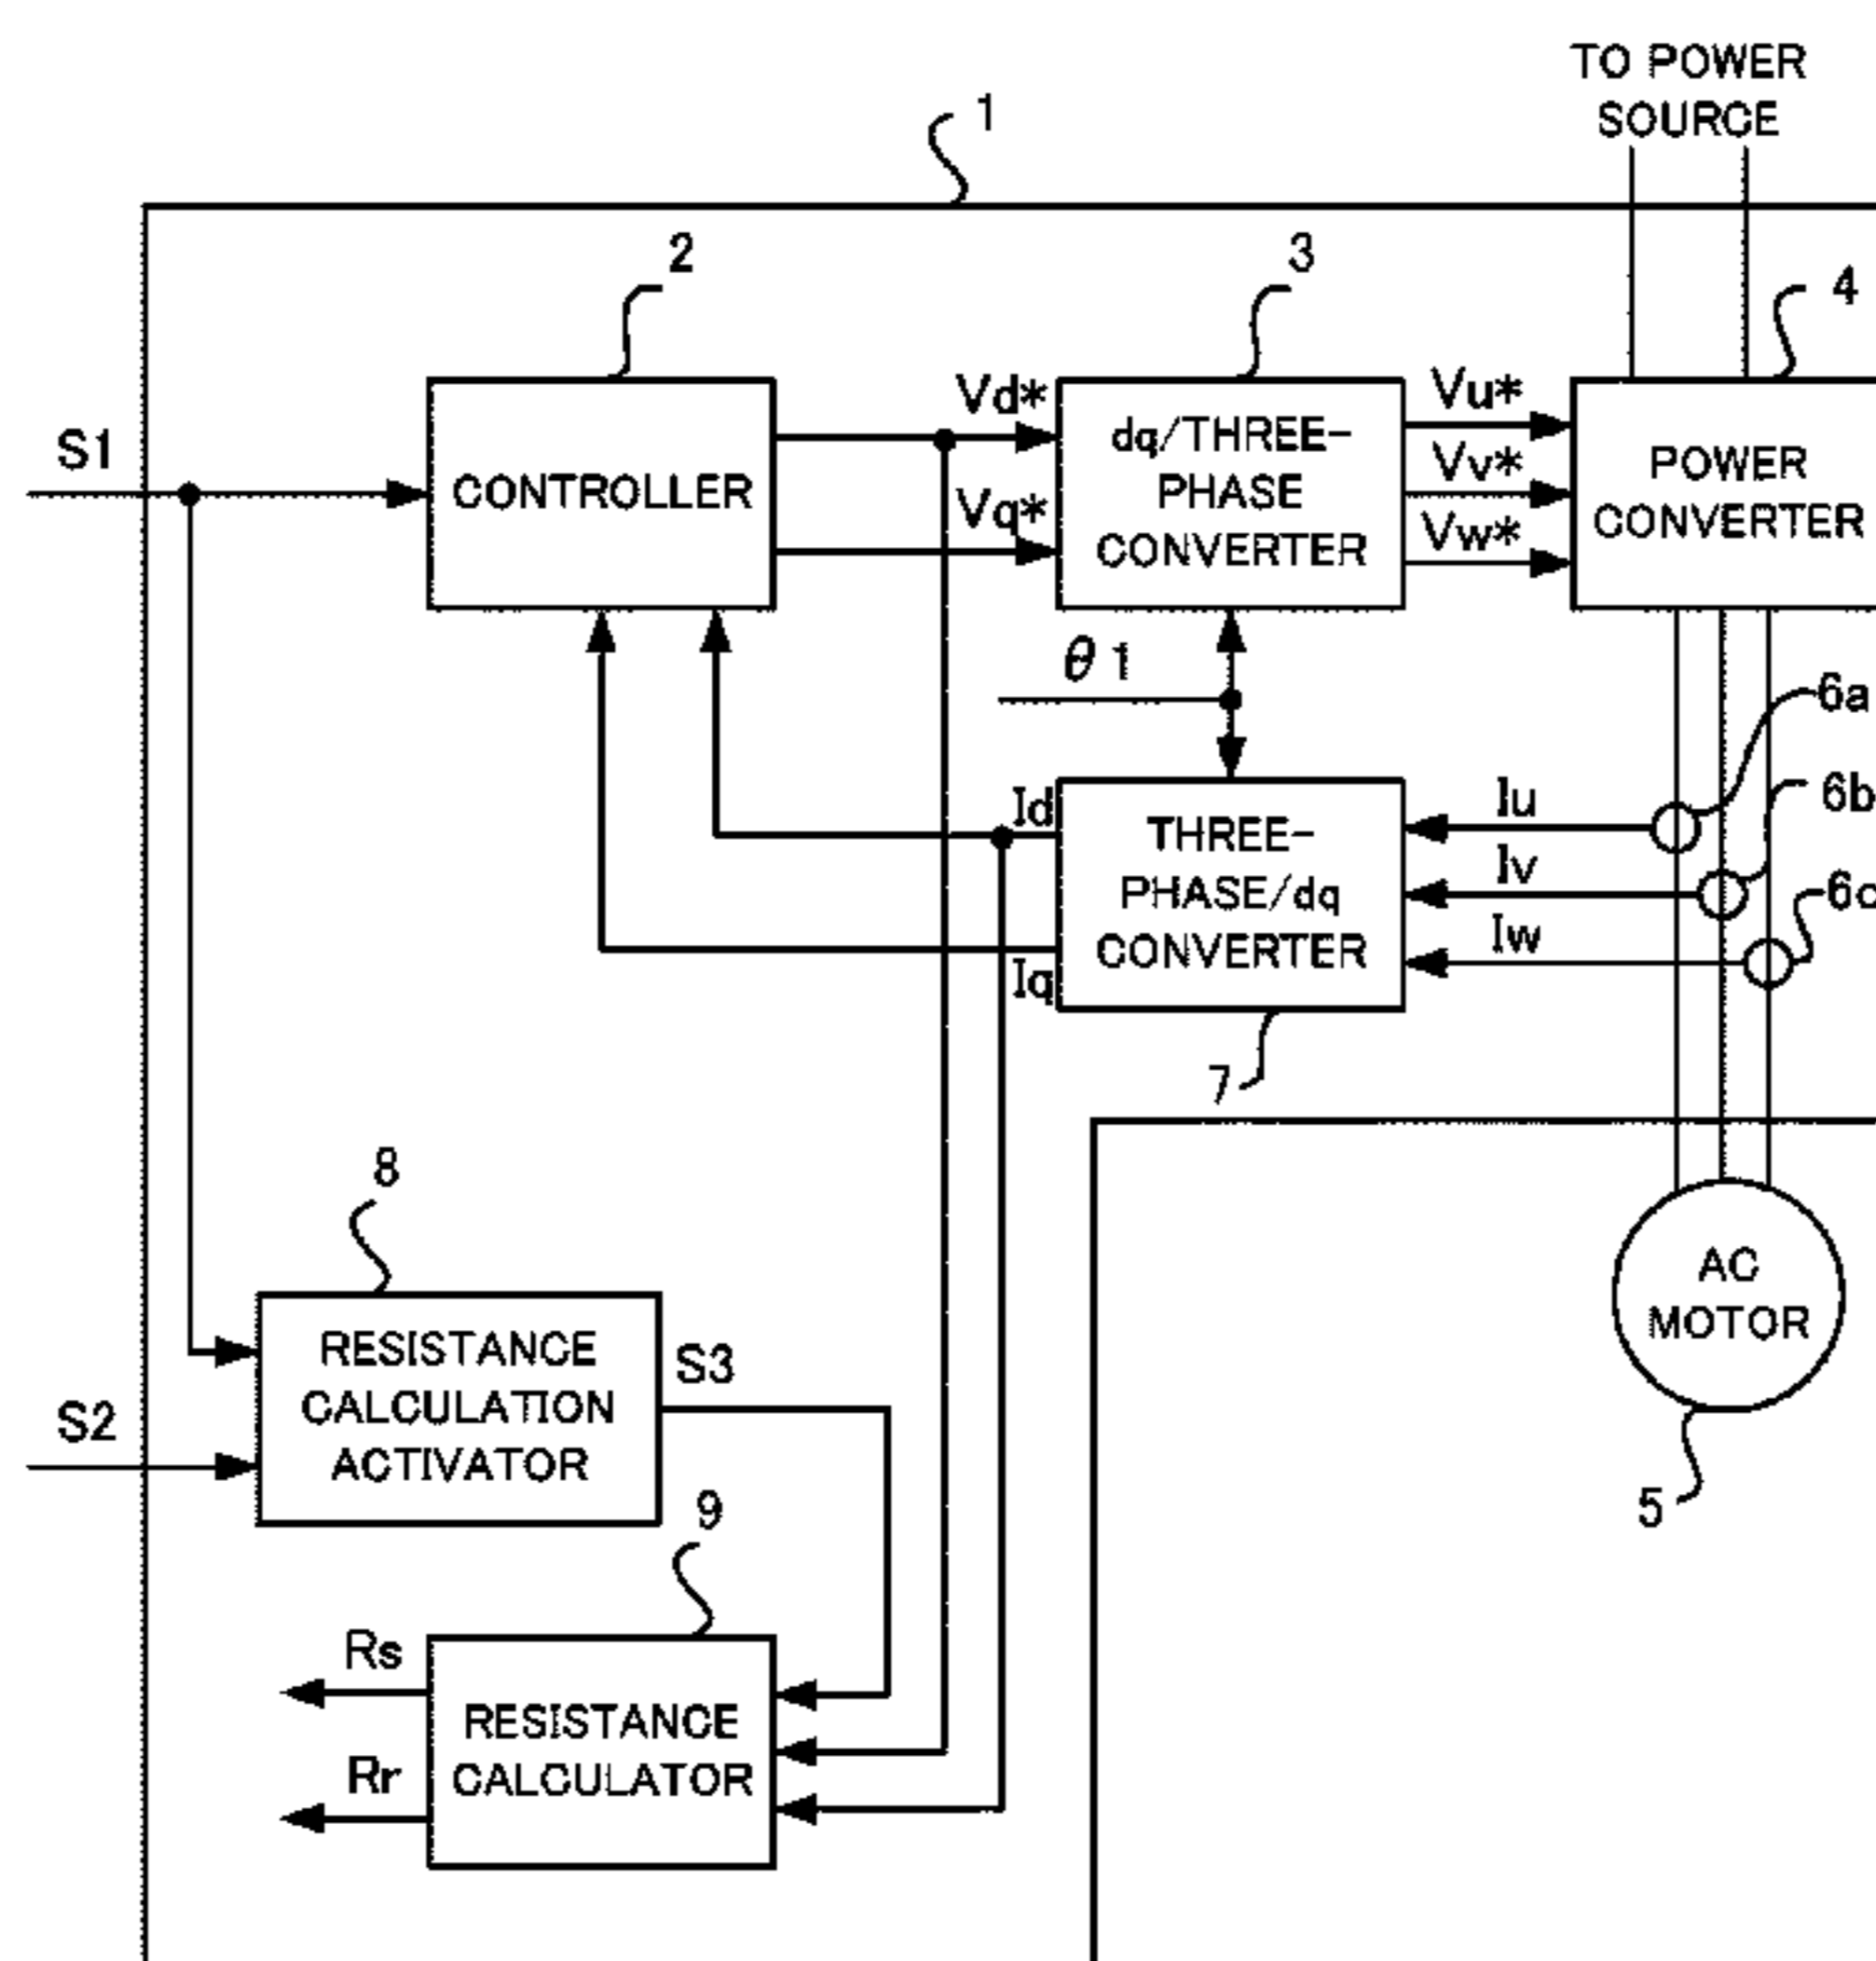 TO POWER
SOURCE
1
2
3
4
S1
CONTROLLER
Vd*
Vq*
dq/THREE-
PHASE
CONVERTER
Vu*
Vv*
Vw*
POWER
CONVERTER
θ1
6a
6b
6c
Id
Iq
THREE-
PHASE/dq
CONVERTER
Iu
Iv
Iw
7
8
RESISTANCE
CALCULATION
ACTIVATOR
S2
S3
AC
MOTOR
5
9
Rs
Rr
RESISTANCE
CALCULATOR